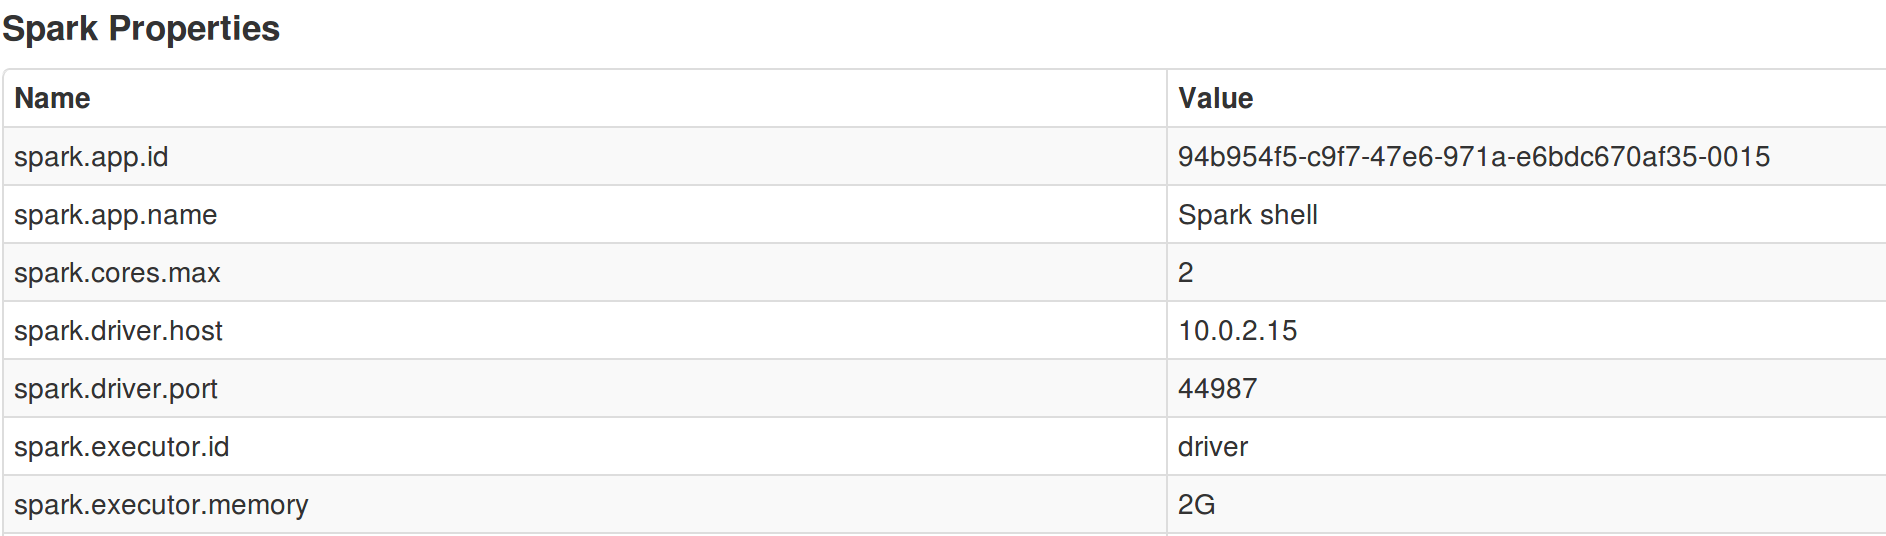 Spark Properties
Name Value
spark.app.id 94b954f5-c9f7-47e6-971a-e6bdc670af35-0015
spark.app.name Spark shell
spark.cores.max 2
spark.driver.host 10.0.2.15
spark.driver.port 44987
spark.executor.id driver
spark.executor.memory 2G